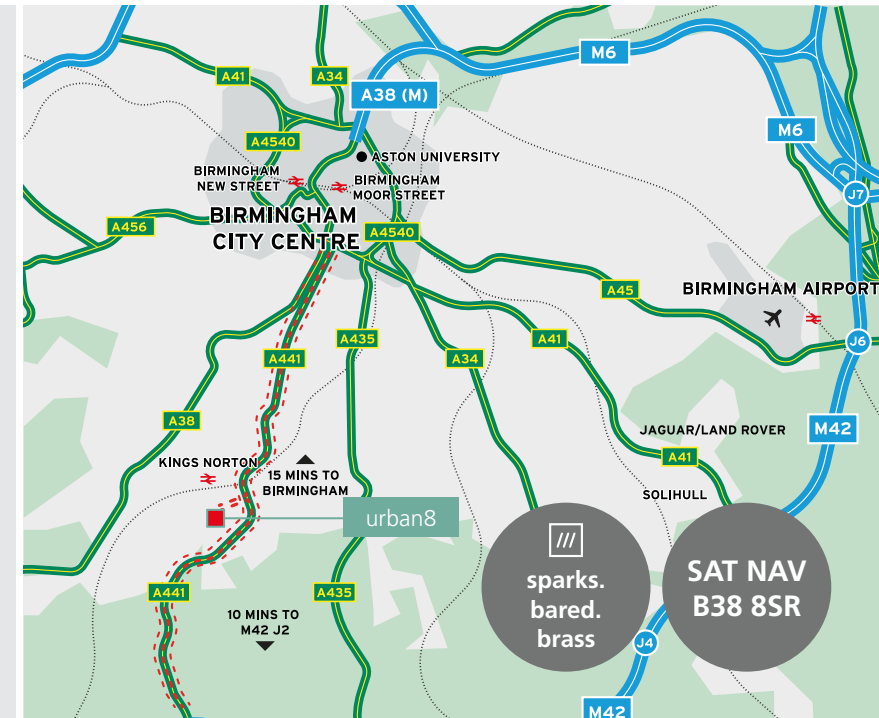 M6
A41
A34
A38 (M)
M6
A4540
ASTON UNIVERSITY
BIRMINGHAM
NEW STREET
BIRMINGHAM
MOOR STREET
J7
BIRMINGHAM
CITY CENTRE
A456
A4540
A45
BIRMINGHAM AIRPORT
A435
A41
J6
A441
A34
A38
M42
JAGUAR/LAND ROVER
A41
KINGS NORTON
15 MINS TO
BIRMINGHAM
SOLIHULL
urban8
///
sparks.
bared.
brass
SAT NAV
B38 8SR
A441
A435
10 MINS TO
M42 J2
J4
M42